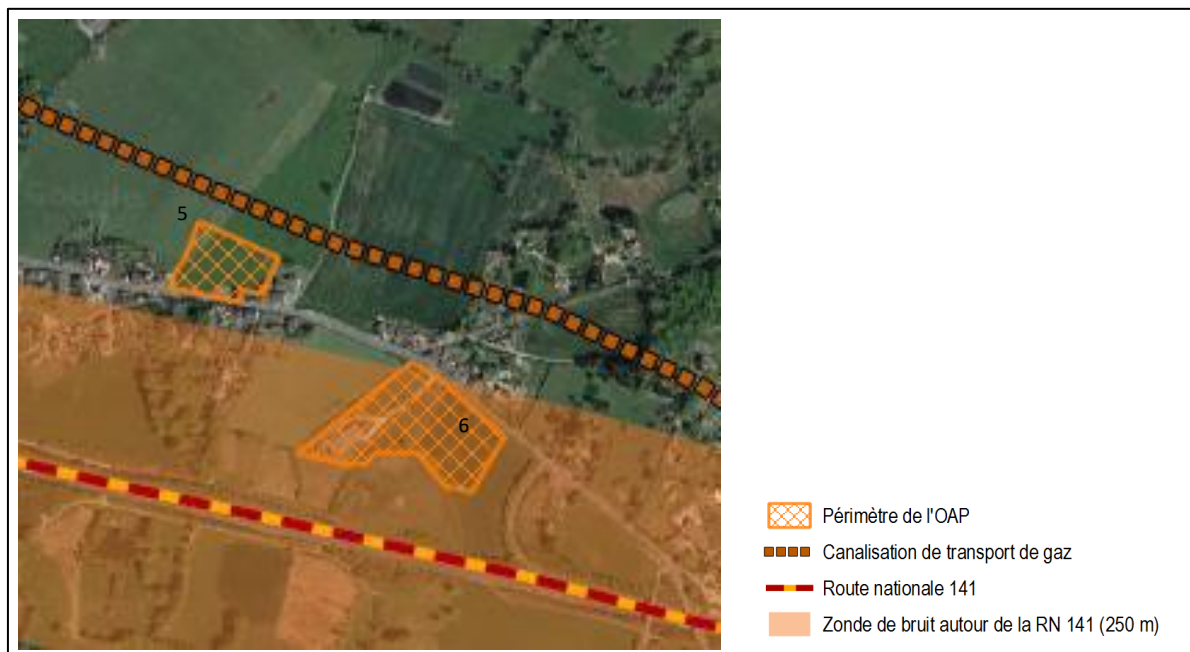 5
6
Périmètre de l'OAP
Canalisation de transport de gaz
Route nationale 141
Zonde de bruit autour de la RN 141 (250 m)